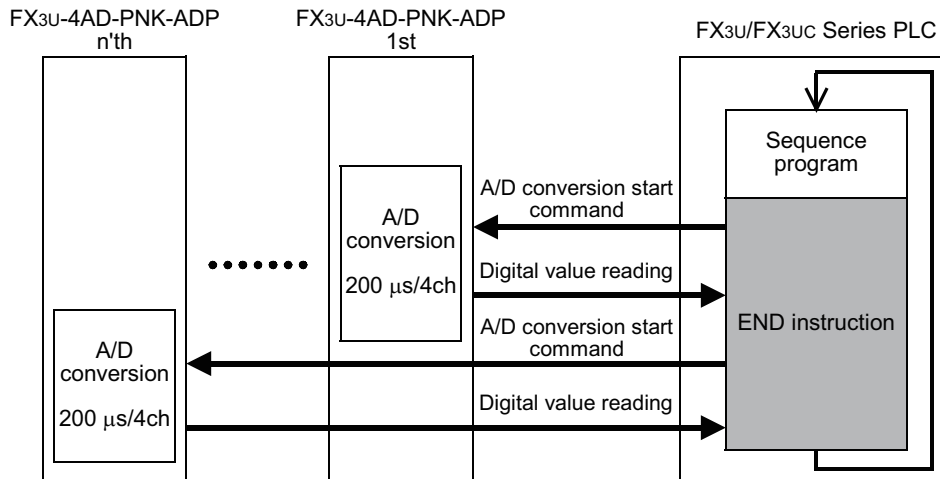 FX3U-4AD-PNK-ADP
n'th
FX3U-4AD-PNK-ADP
1st
FX3U/FX3UC Series PLC
Sequence
program
A/D conversion start
command
A/D
conversion
200 μs/4ch
Digital value reading
END instruction
A/D conversion start
command
A/D
conversion
200 μs/4ch
Digital value reading